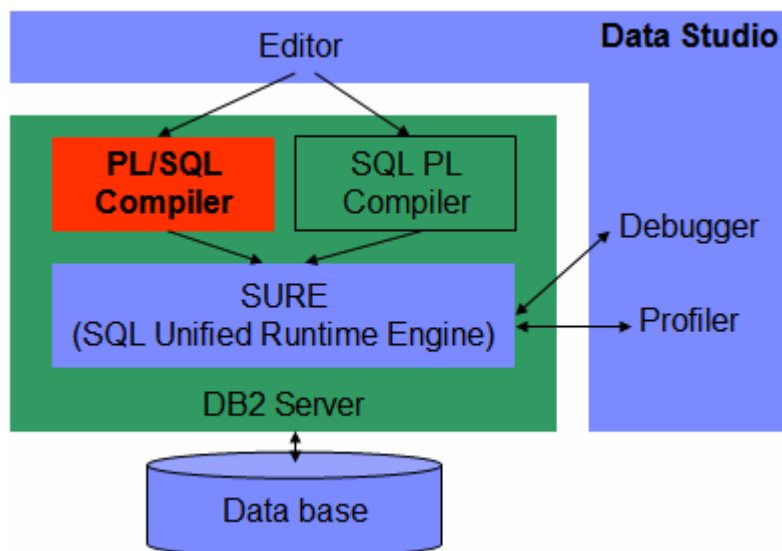 Editor
Data Studio
PL/SQL
Compiler
SQL PL
Compiler
Debugger
SURE
(SQL Unified Runtime Engine)
Profiler
DB2 Server
Data base